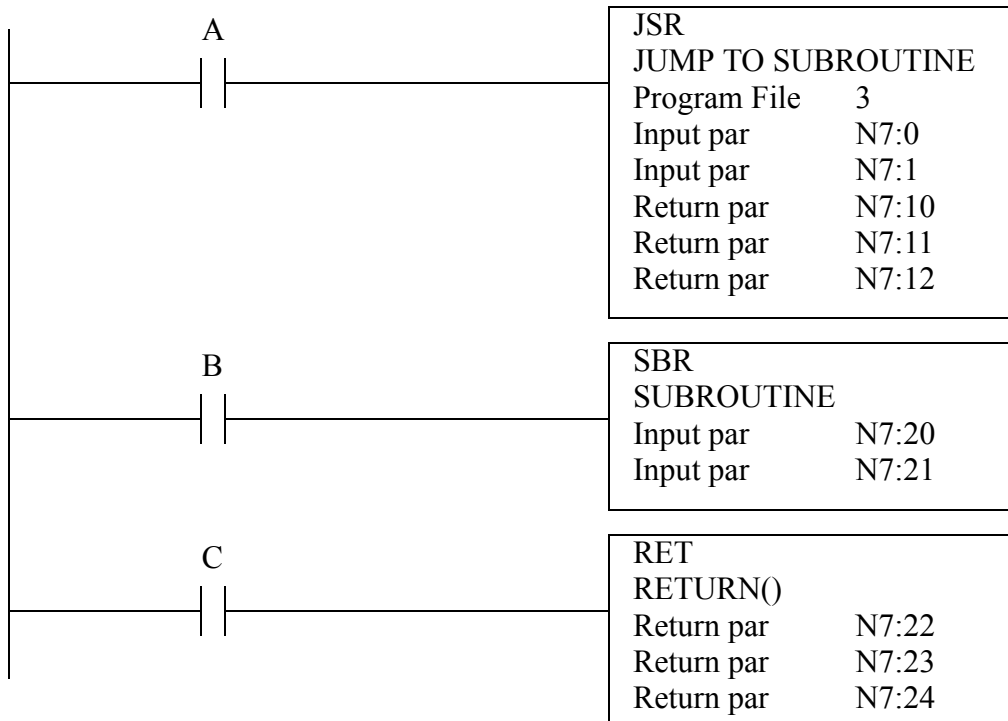 A
JSR
JUMP TO SUBROUTINE
Program File 3
Input par N7:0
Input par N7:1
Return par N7:10
Return par N7:11
Return par N7:12
B
SBR
SUBROUTINE
Input par N7:20
Input par N7:21
C
RET
RETURN()
Return par N7:22
Return par N7:23
Return par N7:24